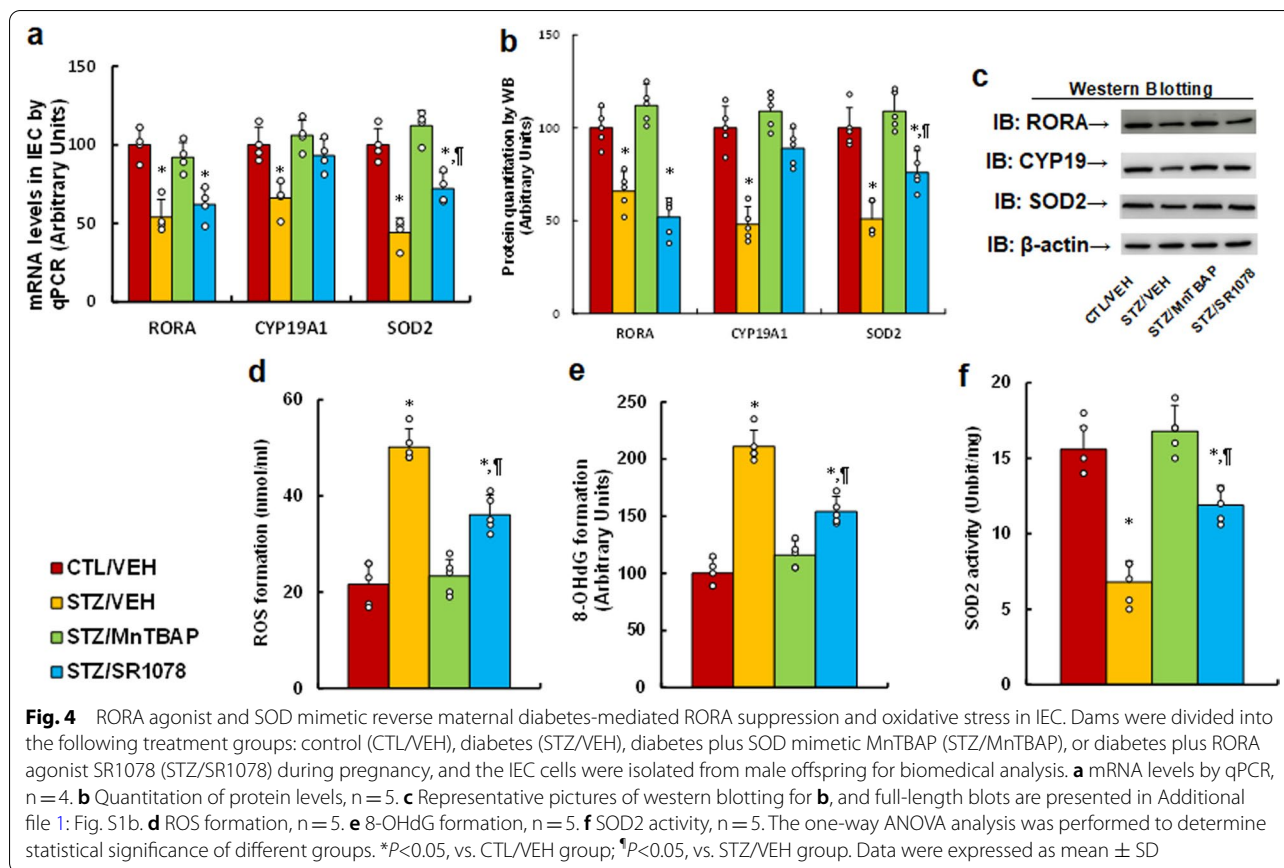 a
mRNA levels in IEC by
qPCR (Arbitrary Units)
150
100
50
0
*
*
*
*
*,¶
RORA
CYP19A1
SOD2
b
Protein quantitation by WB
(Arbitrary Units)
150
100
50
0
*
*
*
*
*,¶
RORA
CYP19A1
SOD2
c
Western Blotting
IB: RORA→
IB: CYP19→
IB: SOD2→
IB: β-actin→
CTL/VEH
STZ/VEH
STZ/MnTBAP
STZ/SR1078
CTL/VEH
STZ/VEH
STZ/MnTBAP
STZ/SR1078
d
ROS formation (nmol/ml)
60
40
20
0
*
*,¶
e
8-OHdG formation
(Arbitrary Units)
250
200
150
100
50
0
*
*,¶
f
SOD2 activity (Unbit/mg)
20
15
10
5
0
*
*,¶
Fig. 4 RORA agonist and SOD mimetic reverse maternal diabetes-mediated RORA suppression and oxidative stress in IEC. Dams were divided into
the following treatment groups: control (CTL/VEH), diabetes (STZ/VEH), diabetes plus SOD mimetic MnTBAP (STZ/MnTBAP), or diabetes plus RORA
agonist SR1078 (STZ/SR1078) during pregnancy, and the IEC cells were isolated from male offspring for biomedical analysis. a mRNA levels by qPCR,
n=4. b Quantitation of protein levels, n=5. c Representative pictures of western blotting for b, and full-length blots are presented in Additional
file 1: Fig. S1b. d ROS formation, n=5. e 8-OHdG formation, n=5. f SOD2 activity, n=5. The one-way ANOVA analysis was performed to determine
statistical significance of different groups. *P<0.05, vs. CTL/VEH group; ¶P<0.05, vs. STZ/VEH group. Data were expressed as mean ± SD